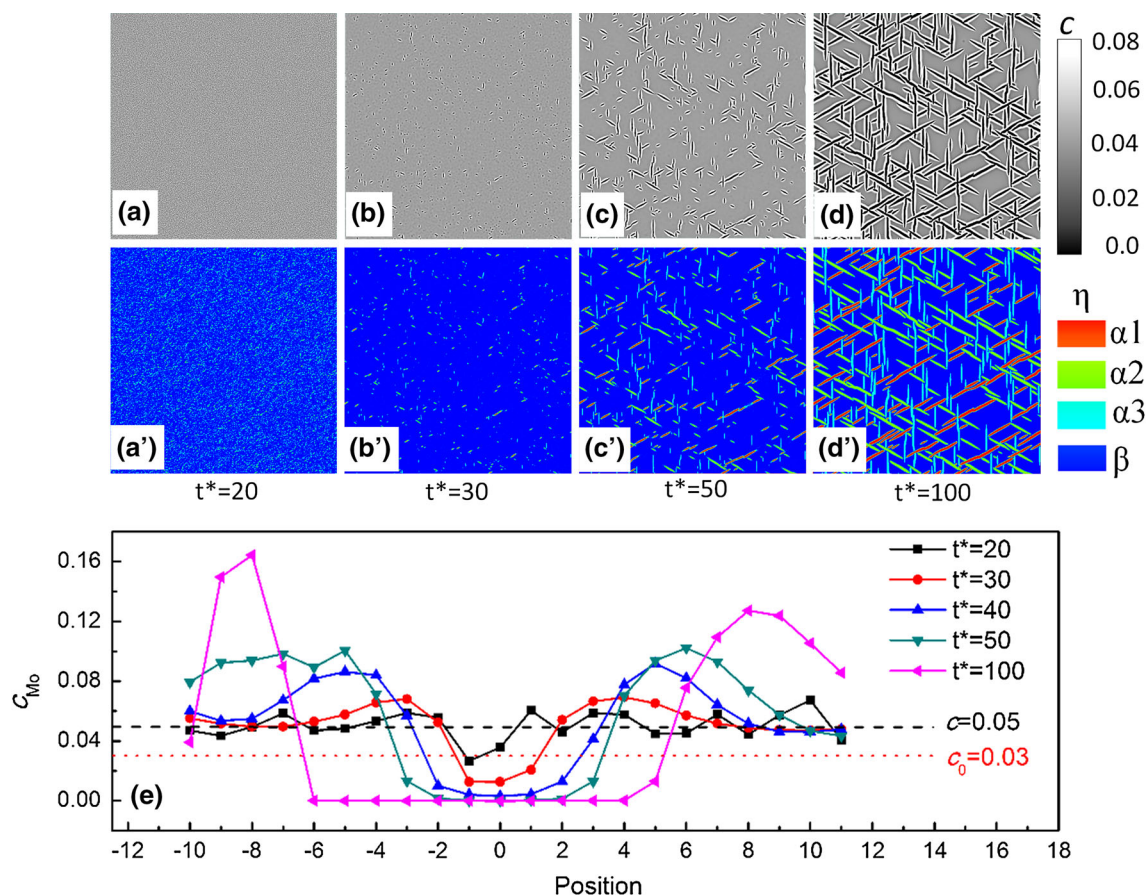 c
0.08
0.06
0.04
0.02
0.0
(a)
(b)
(c)
(d)
η
α1
α2
α3
β
(a')
(b')
(c')
(d')
t*=20
t*=30
t*=50
t*=100
0.16
0.12
0.08
0.04
0.00
c_Mo
t*=20
t*=30
t*=40
t*=50
t*=100
c=0.05
c₀=0.03
(e)
-12 -10 -8 -6 -4 -2 0 2 4 6 8 10 12 14 16 18
Position